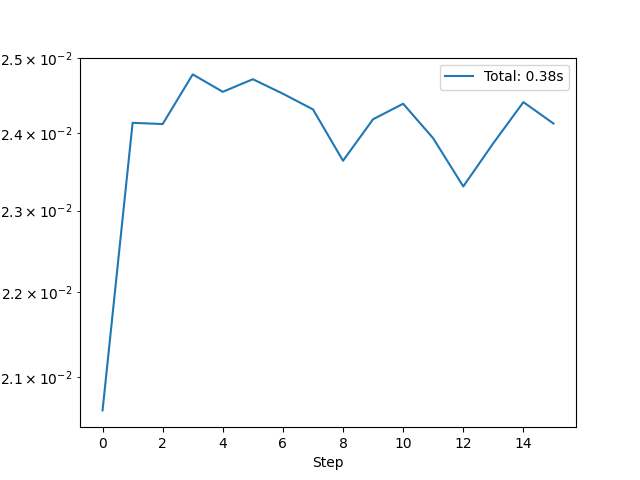 2.5 × 10⁻²
2.4 × 10⁻²
2.3 × 10⁻²
2.2 × 10⁻²
2.1 × 10⁻²
Total: 0.38s
0 2 4 6 8 10 12 14
Step